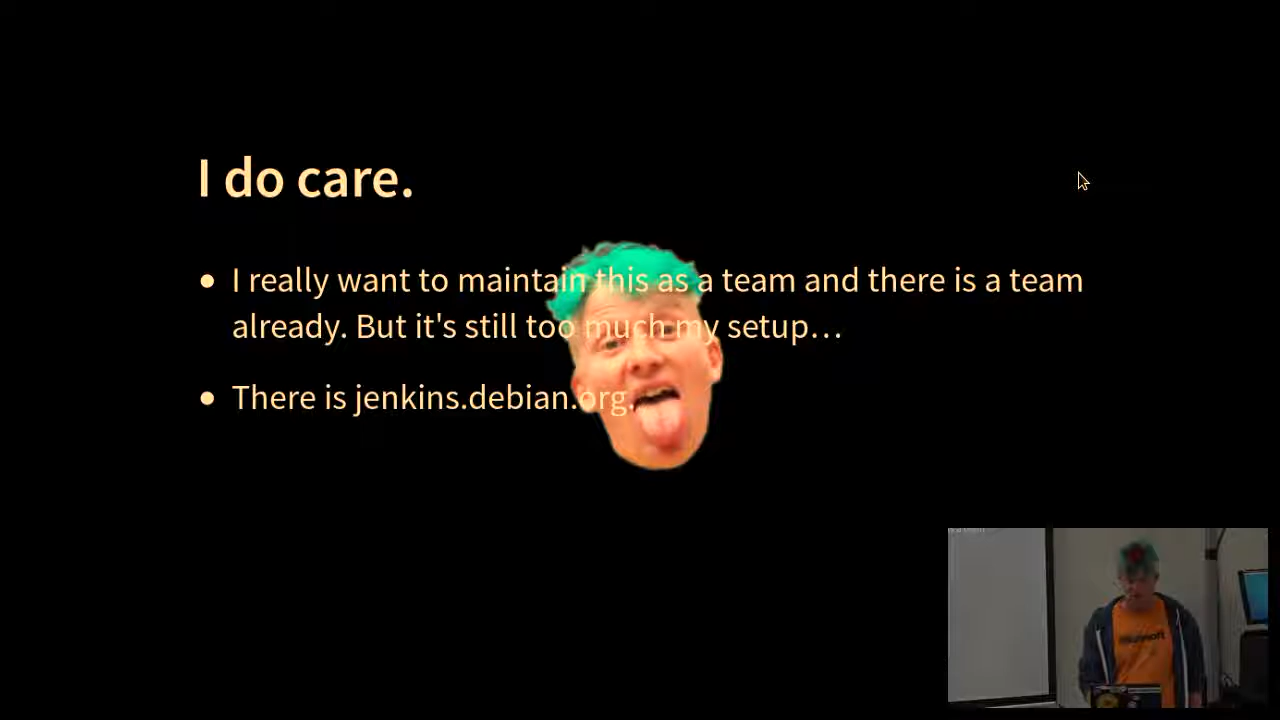 I do care.
• I really want to maintain this as a team and there is a team
already. But it's still too much my setup…
• There is jenkins.debian.org.